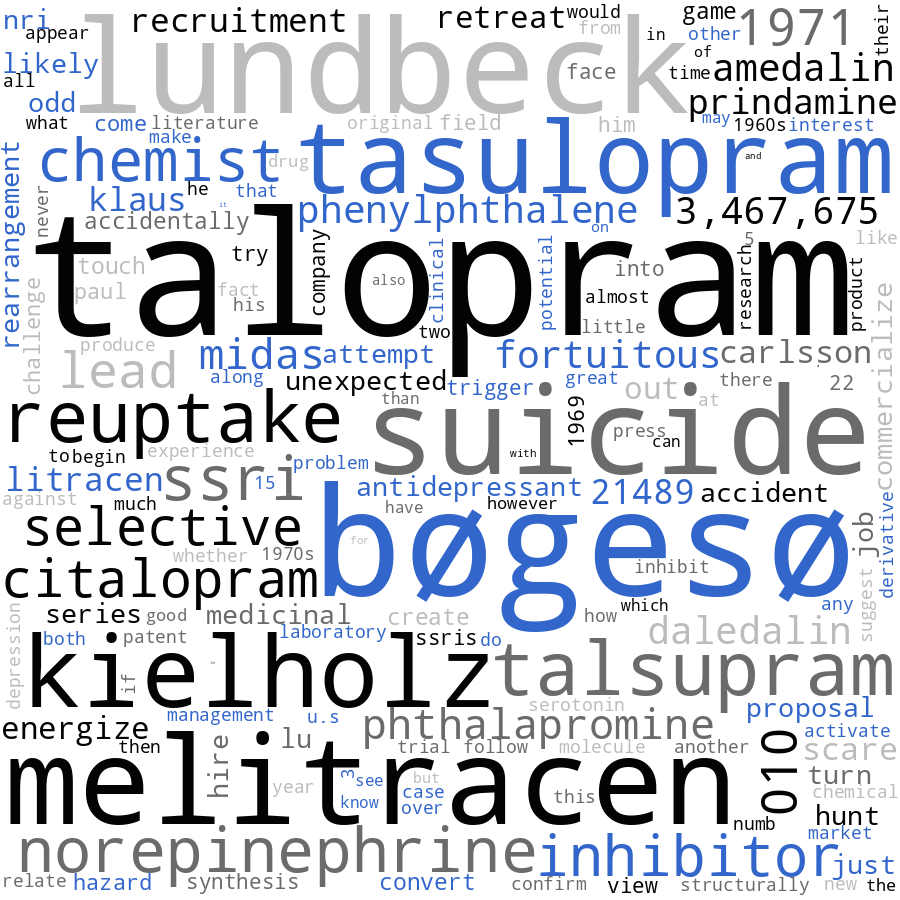 nri
appear
recruitment
retreat
would
from
in
game
other
of
1971
their
likely
all
lundbeck
face
time
amedalin
odd
prindamine
what
come
literature
make
original
field
him
may
1960s
interest
chemist
drug
tasulopram
and
rearrangement
never
klaus
he
that
it
accidentally
phenylphthalene
on
3,467,675
talopram
try
company
also
clinical
potential
into
research
5
like
touch
paul
fact
his
almost
product
challenge
two
little
produce
lead
midas
attempt
fortuitous
carlsson
commercialize
along
unexpected
trigger
great
out
there
22
than
at
reuptake
suicide
1969
press
can
to
begin
experience
with
litracen
ssri
15
problem
antidepressant
21489
accident
against
much
have
however
derivative
selective
bøgesø
job
whether
1970s
for
inhibit
citalopram
suggest
which
any
depression
series
good
medicinal
create
how
both
patent
laboratory
ssris
do
daledalin
if
kielholz
talsupram
serotonin
energize
management
u.s
phthalapromine
proposal
then
hire
lu
trial
follow
molecule
another
activate
scare
010
melitracen
year
3
see
but
know
case
over
this
turn
chemical
numb
hunt
market
norepinephrine
inhibitor
just
relate
hazard
synthesis
convert
confirm
view
structurally
new
the